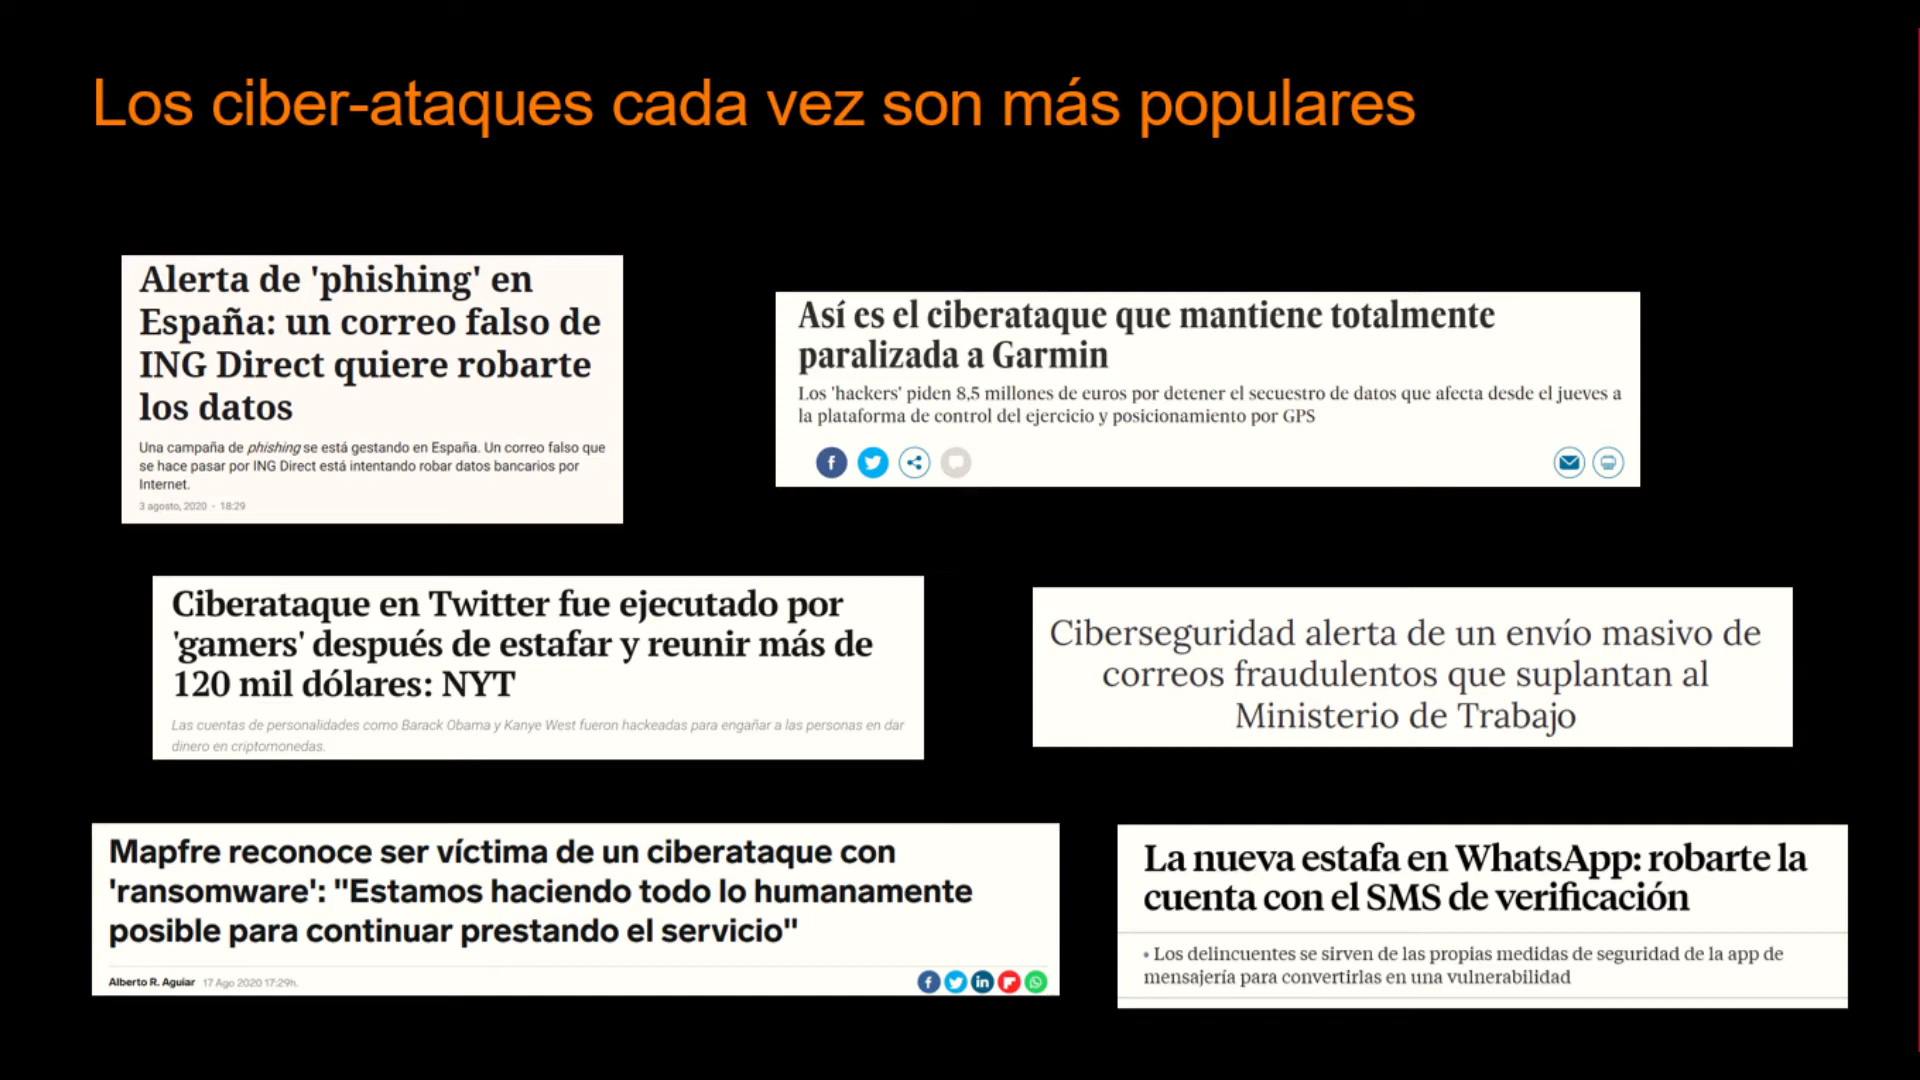 Los ciber-ataques cada vez son más populares
Alerta de 'phishing' en
España: un correo falso de
ING Direct quiere robarte
los datos
Una campaña de phishing se está gestando en España. Un correo falso que
se hace pasar por ING Direct está intentando robar datos bancarios por
Internet.
3 agosto, 2020 - 18:29
Así es el ciberataque que mantiene totalmente
paralizada a Garmin
Los 'hackers' piden 8,5 millones de euros por detener el secuestro de datos que afecta desde el jueves a
la plataforma de control del ejercicio y posicionamiento por GPS
Ciberataque en Twitter fue ejecutado por
'gamers' después de estafar y reunir más de
120 mil dólares: NYT
Las cuentas de personalidades como Barack Obama y Kanye West fueron hackeadas para engañar a las personas en dar
dinero en criptomonedas.
Ciberseguridad alerta de un envío masivo de
correos fraudulentos que suplantan al
Ministerio de Trabajo
Mapfre reconoce ser víctima de un ciberataque con
'ransomware': "Estamos haciendo todo lo humanamente
posible para continuar prestando el servicio"
Alberto R. Aguiar 17 Ago 2020 17:29h.
La nueva estafa en WhatsApp: robarte la
cuenta con el SMS de verificación
• Los delincuentes se sirven de las propias medidas de seguridad de la app de
mensajería para convertirlas en una vulnerabilidad